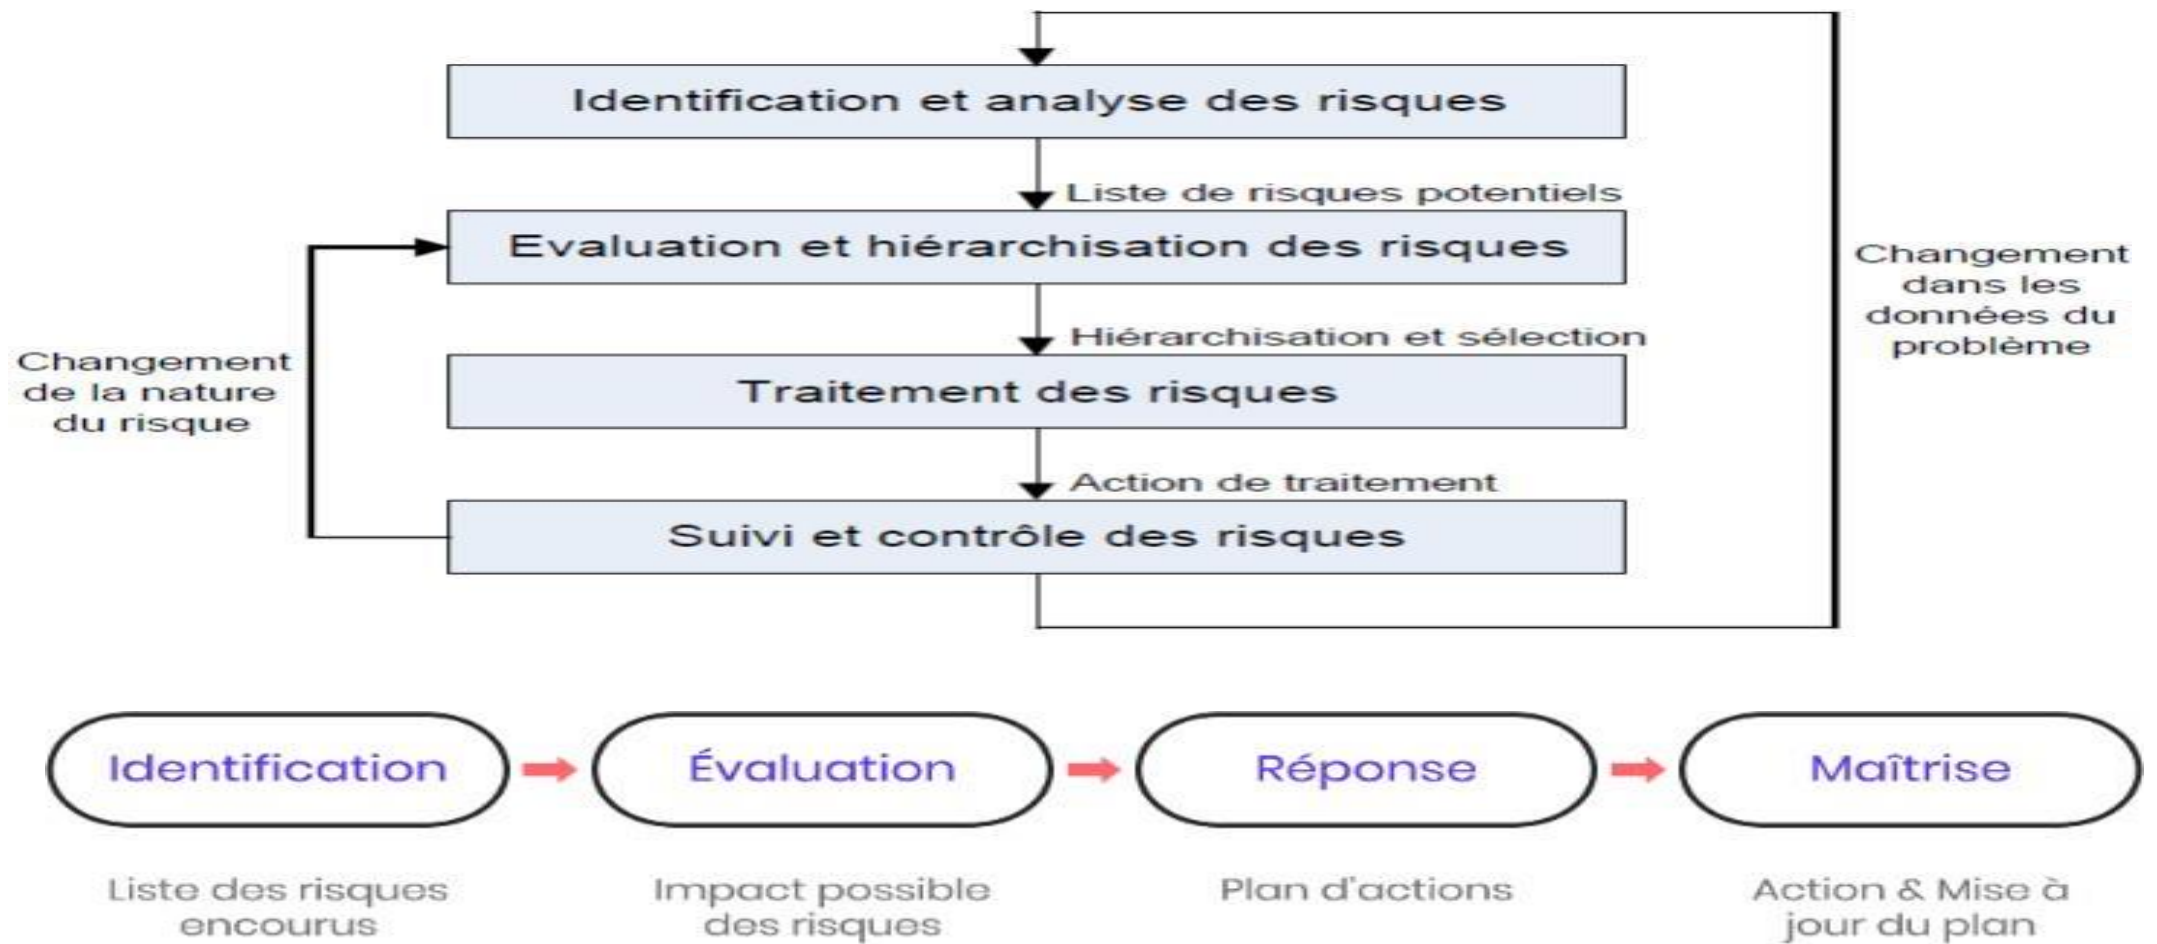 Identification et analyse des risques
Liste de risques potentiels
Evaluation et hiérarchisation des risques
Hiérarchisation et sélection
Traitement des risques
Action de traitement
Suivi et contrôle des risques
Changement
de la nature
du risque
Changement
dans les
données du
problème
Identification
Évaluation
Réponse
Maîtrise
Liste des risques
encourus
Impact possible
des risques
Plan d'actions
Action & Mise à
jour du plan